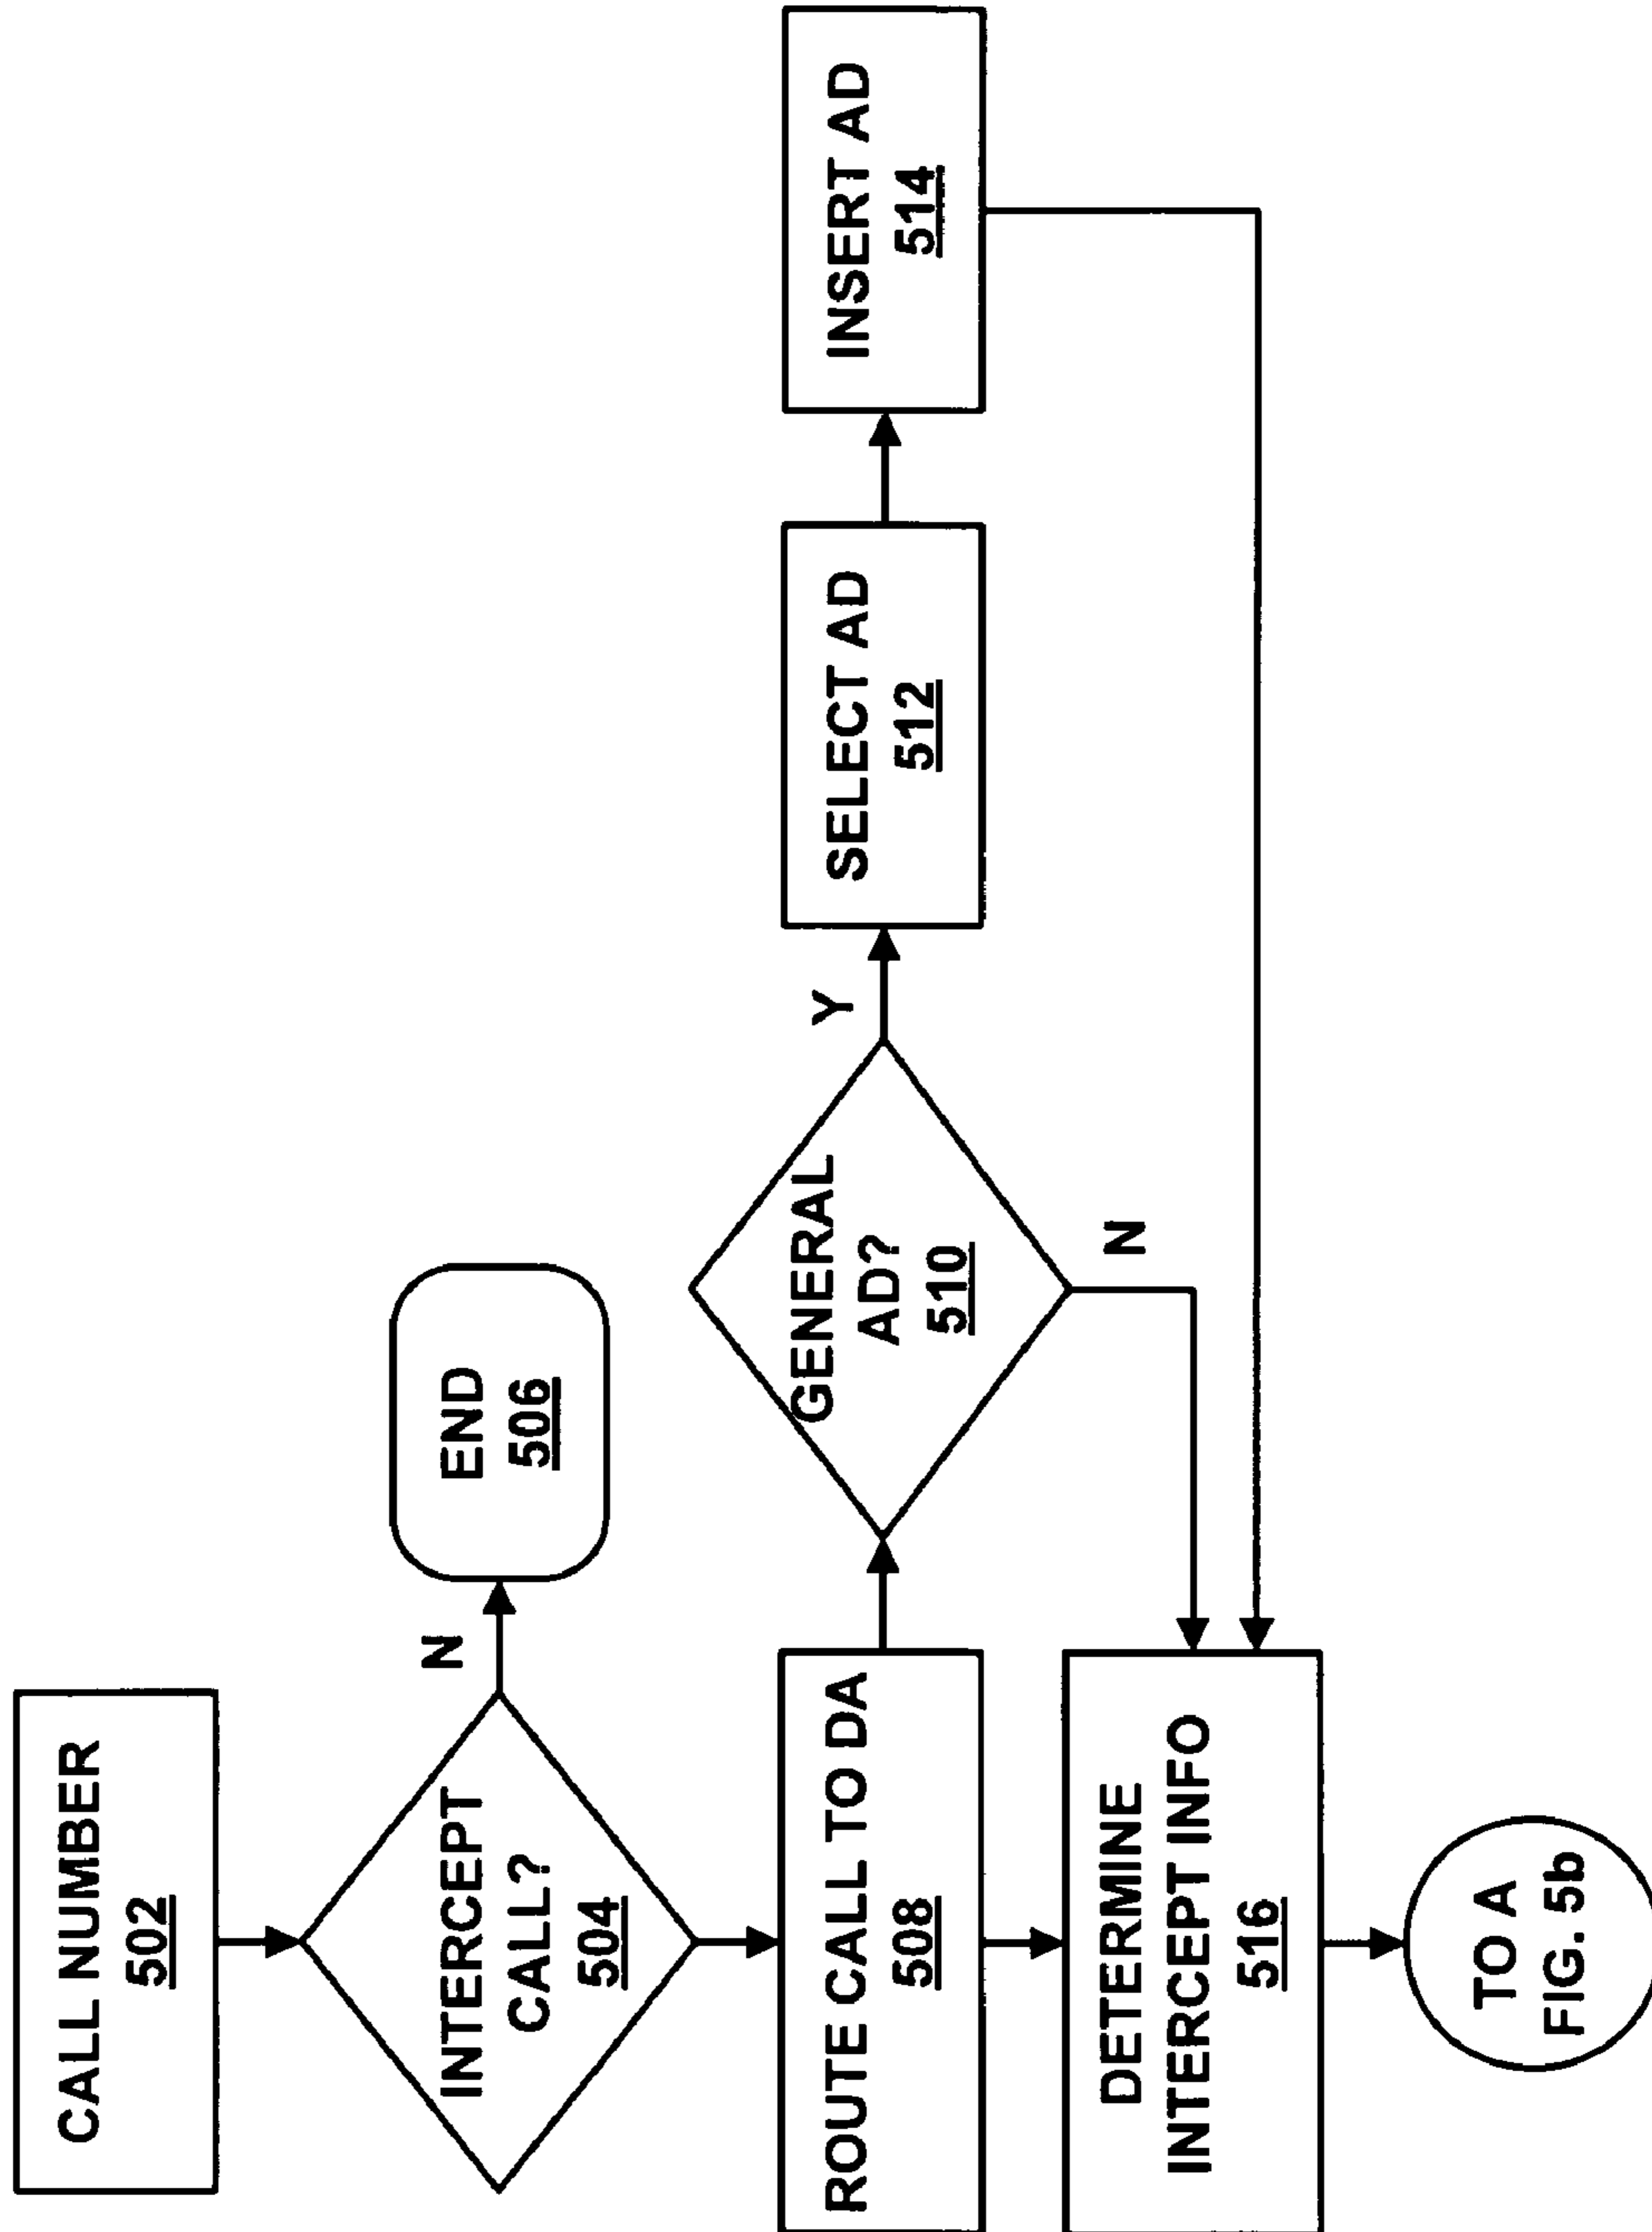 CALL NUMBER
502
INTERCEPT
CALL?
504
N
END
506
ROUTE CALL TO DA
508
GENERAL
AD?
510
Y
N
SELECT AD
512
INSERT AD
514
DETERMINE
INTERCEPT INFO
516
TO A
FIG. 5b